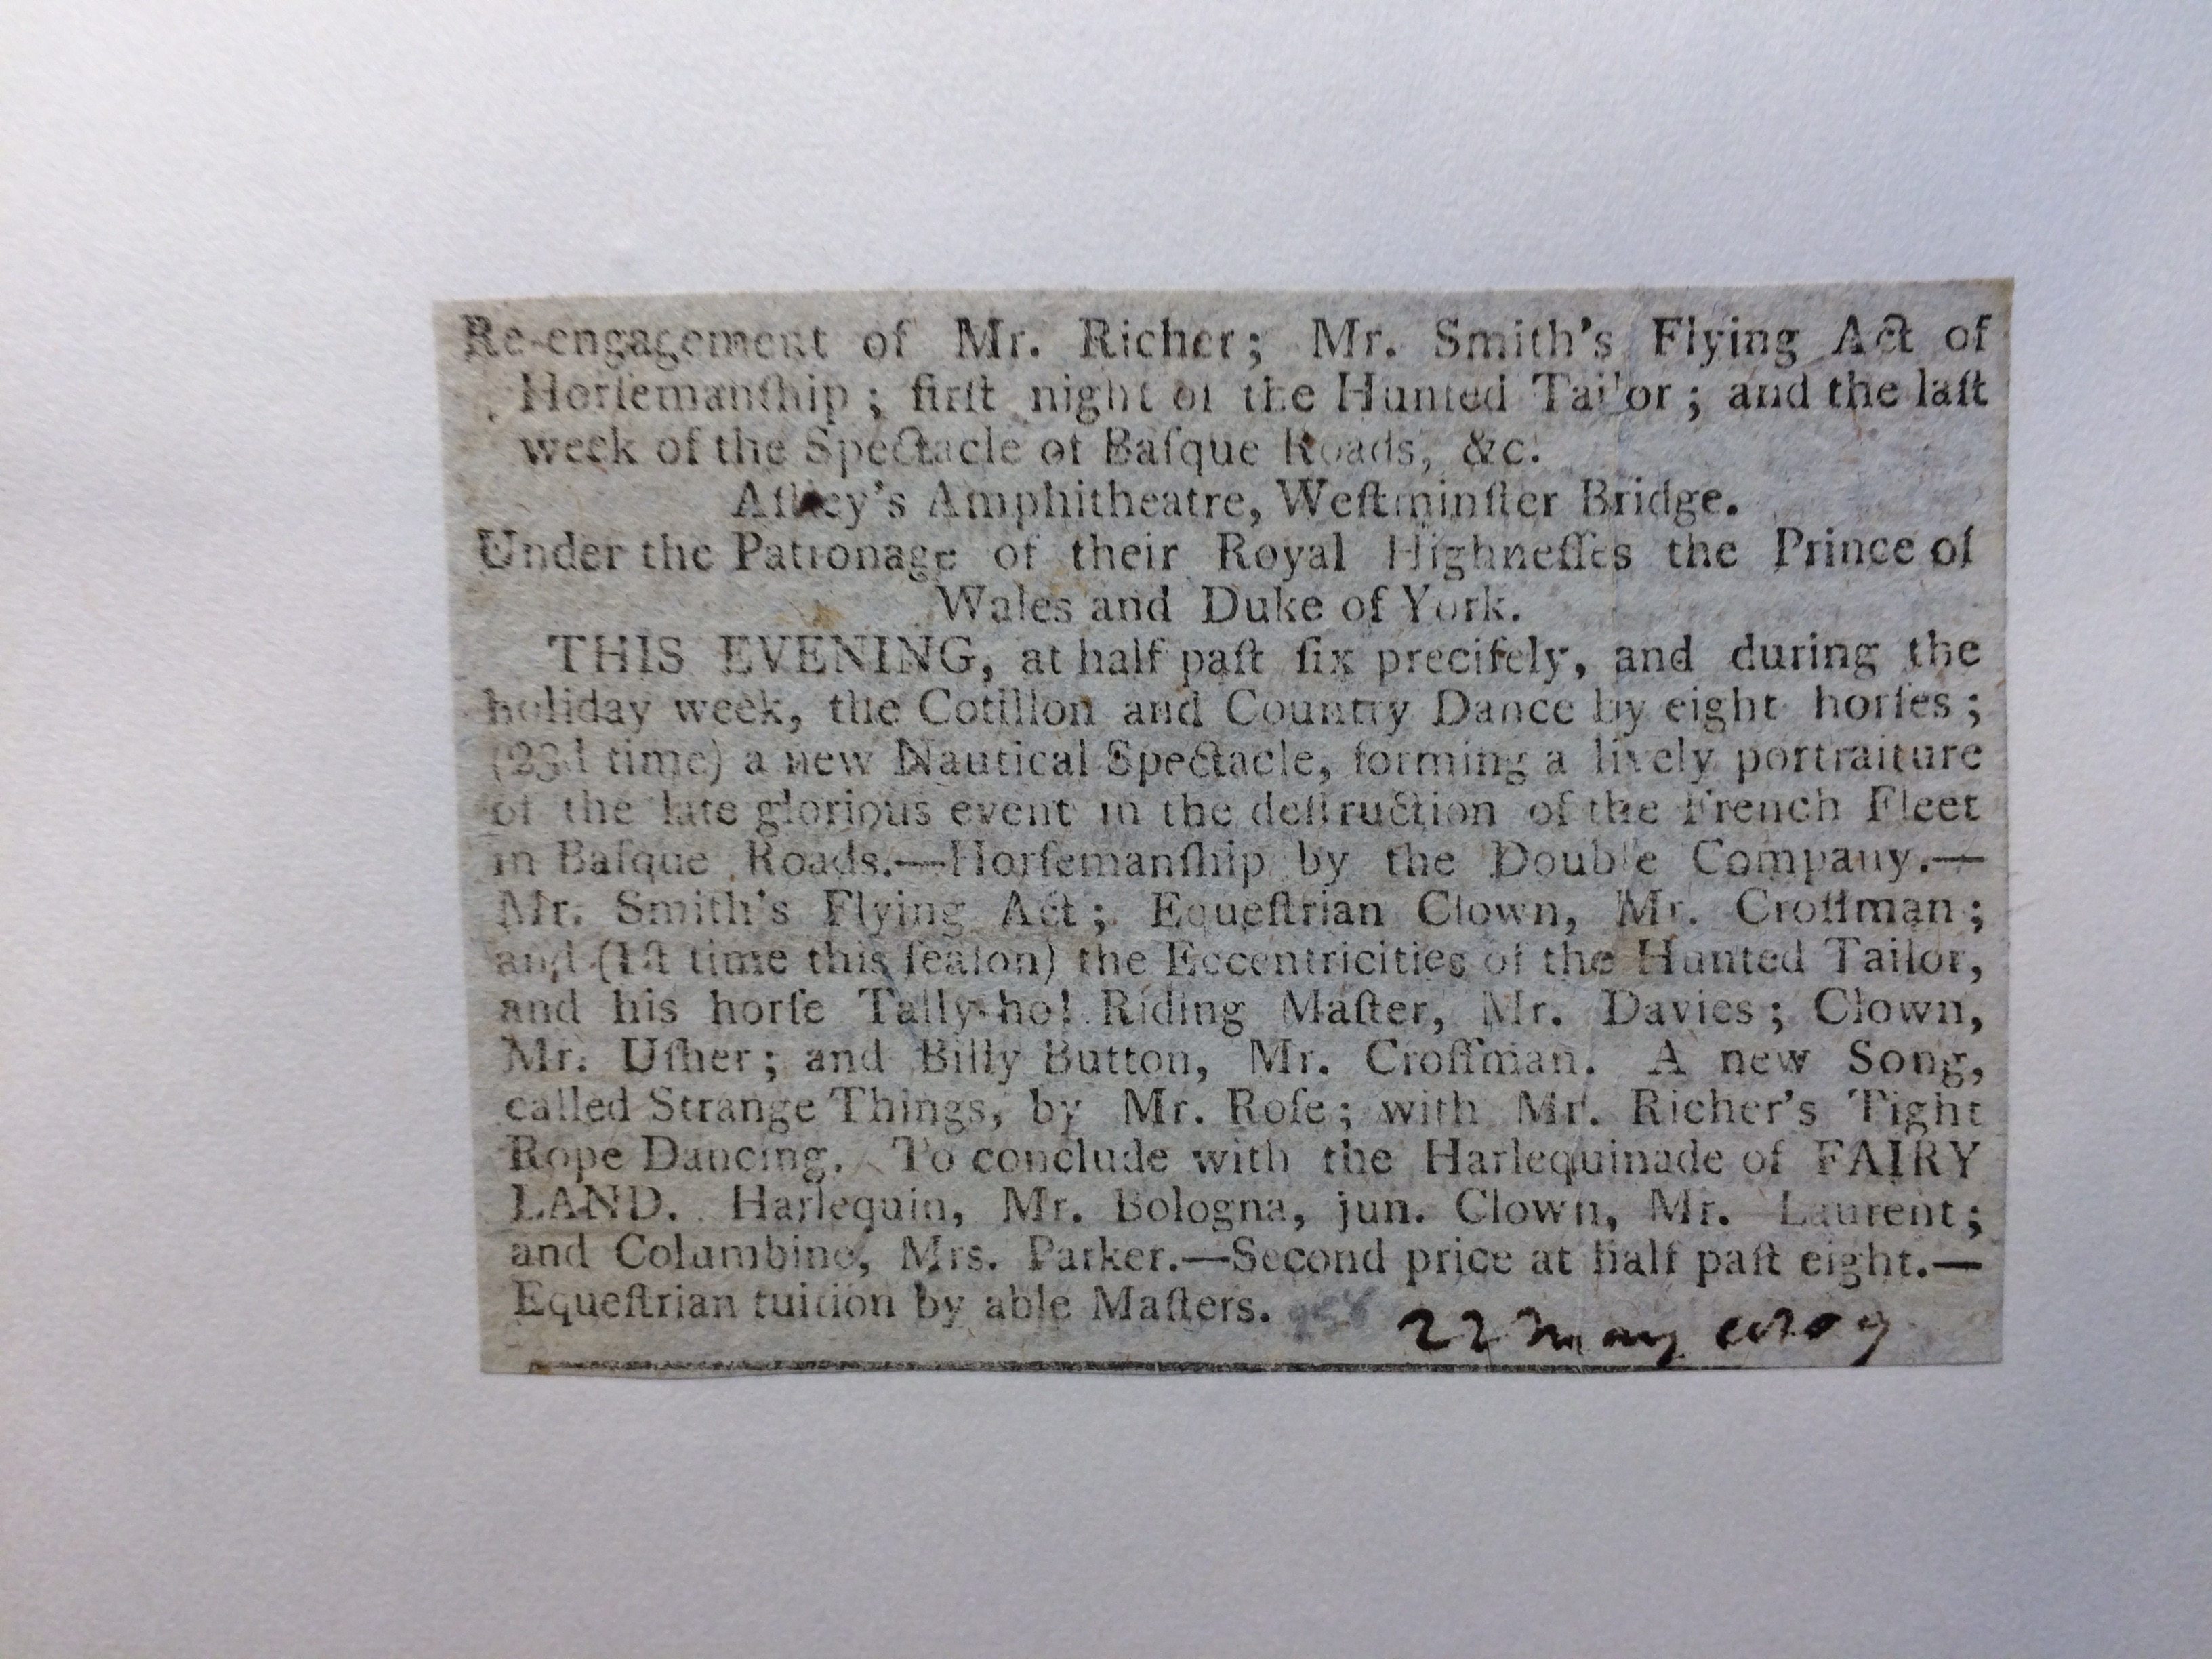 Re-engagement of Mr. Richer; Mr. Smith's Flying Act of
Horſemanſhip; firſt night of the Hunted Tailor; and the laſt
week of the Spectacle of Baſque Roads, &c.
Aſtley's Amphitheatre, Weſtminſter Bridge.
Under the Patronage of their Royal Highneſſes the Prince of
Wales and Duke of York.
THIS EVENING, at half paſt ſix preciſely, and during the
holiday week, the Cotillon and Country Dance by eight horſes;
(23d time) a new Nautical Spectacle, forming a lively portraiture
of the late glorious event in the deſtruction of the French Fleet
in Baſque Roads.—Horſemanſhip by the Double Company.—
Mr. Smith's Flying Act; Equeſtrian Clown, Mr. Croſſman;
and (1ſt time this ſeaſon) the Eccentricities of the Hunted Tailor,
and his horſe Tally-ho! Riding Maſter, Mr. Davies; Clown,
Mr. Uſher; and Billy Button, Mr. Croſſman. A new Song,
called Strange Things, by Mr. Roſe; with Mr. Richer's Tight
Rope Dancing. To conclude with the Harlequinade of FAIRY
LAND. Harlequin, Mr. Bologna, jun. Clown, Mr. Laurent;
and Columbine, Mrs. Parker.—Second price at half paſt eight.—
Equeſtrian tuition by able Maſters.
22 May 1809